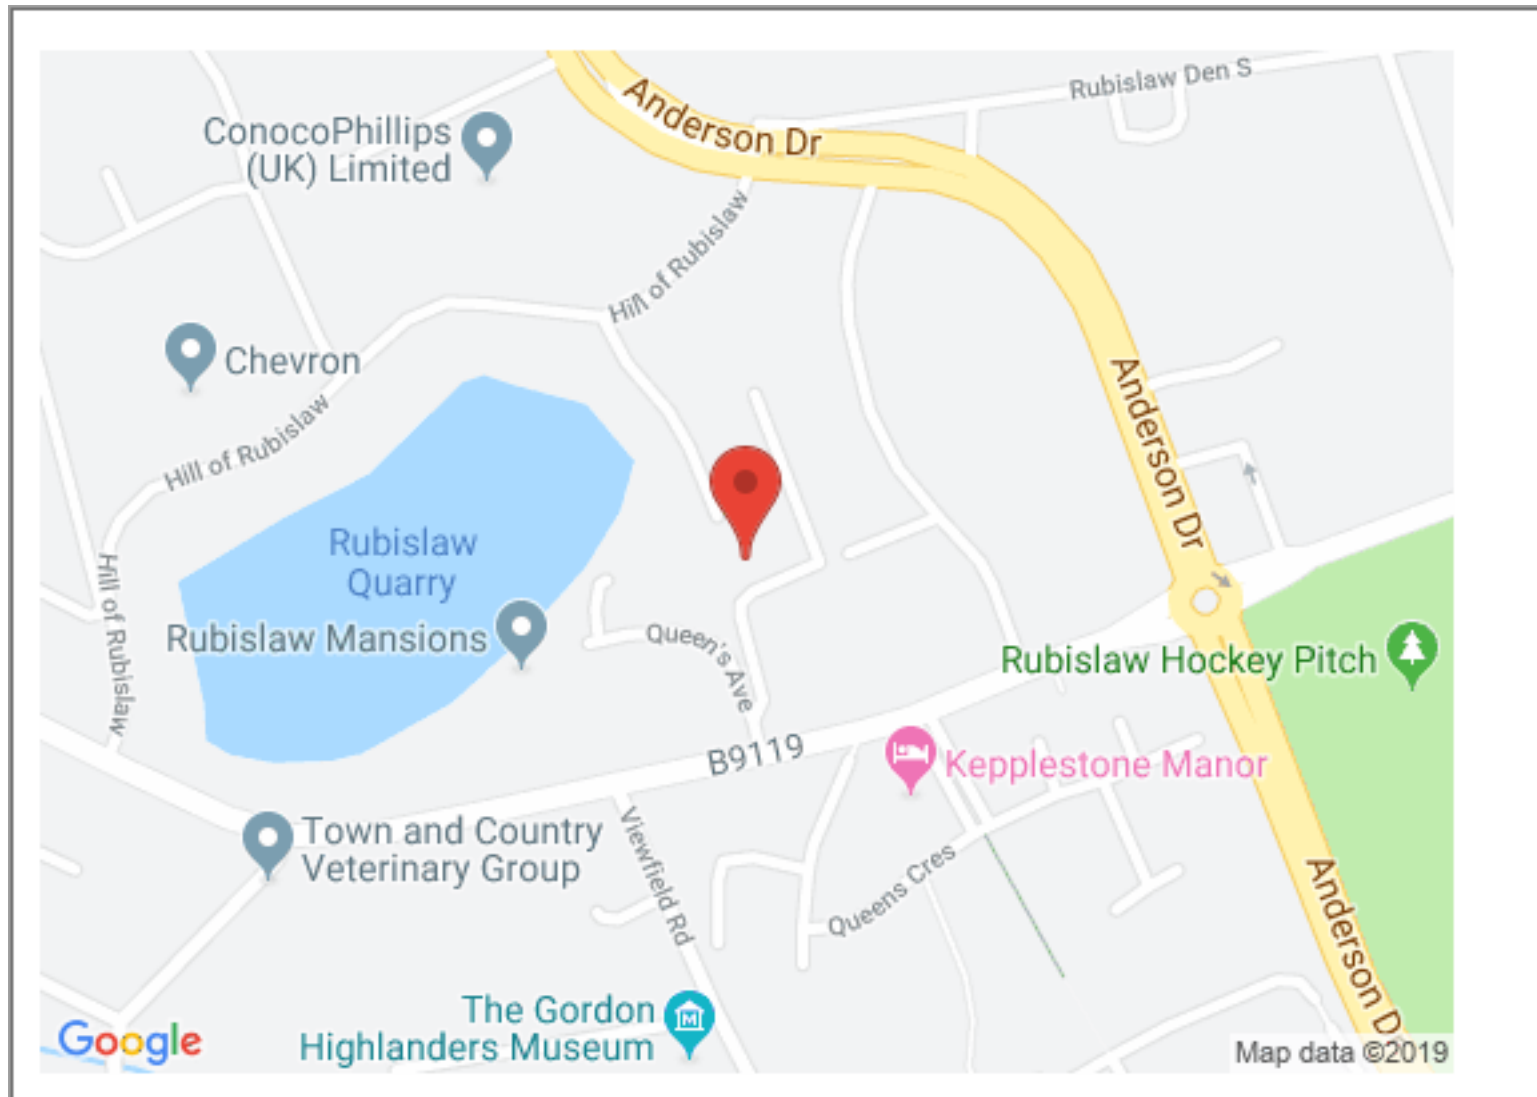 Rubislaw Den S
Anderson Dr
ConocoPhillips
(UK) Limited
Hill of Rubislaw
Chevron
Hill of Rubislaw
Anderson Dr
Rubislaw
Quarry
Hill of Rubislaw
Rubislaw Mansions
Queen's Ave
Rubislaw Hockey Pitch
B9119
Kepplestone Manor
Town and Country
Veterinary Group
Viewfield Rd
Queens Cres
Anderson D
The Gordon
Highlanders Museum
M
Google
Map data ©2019